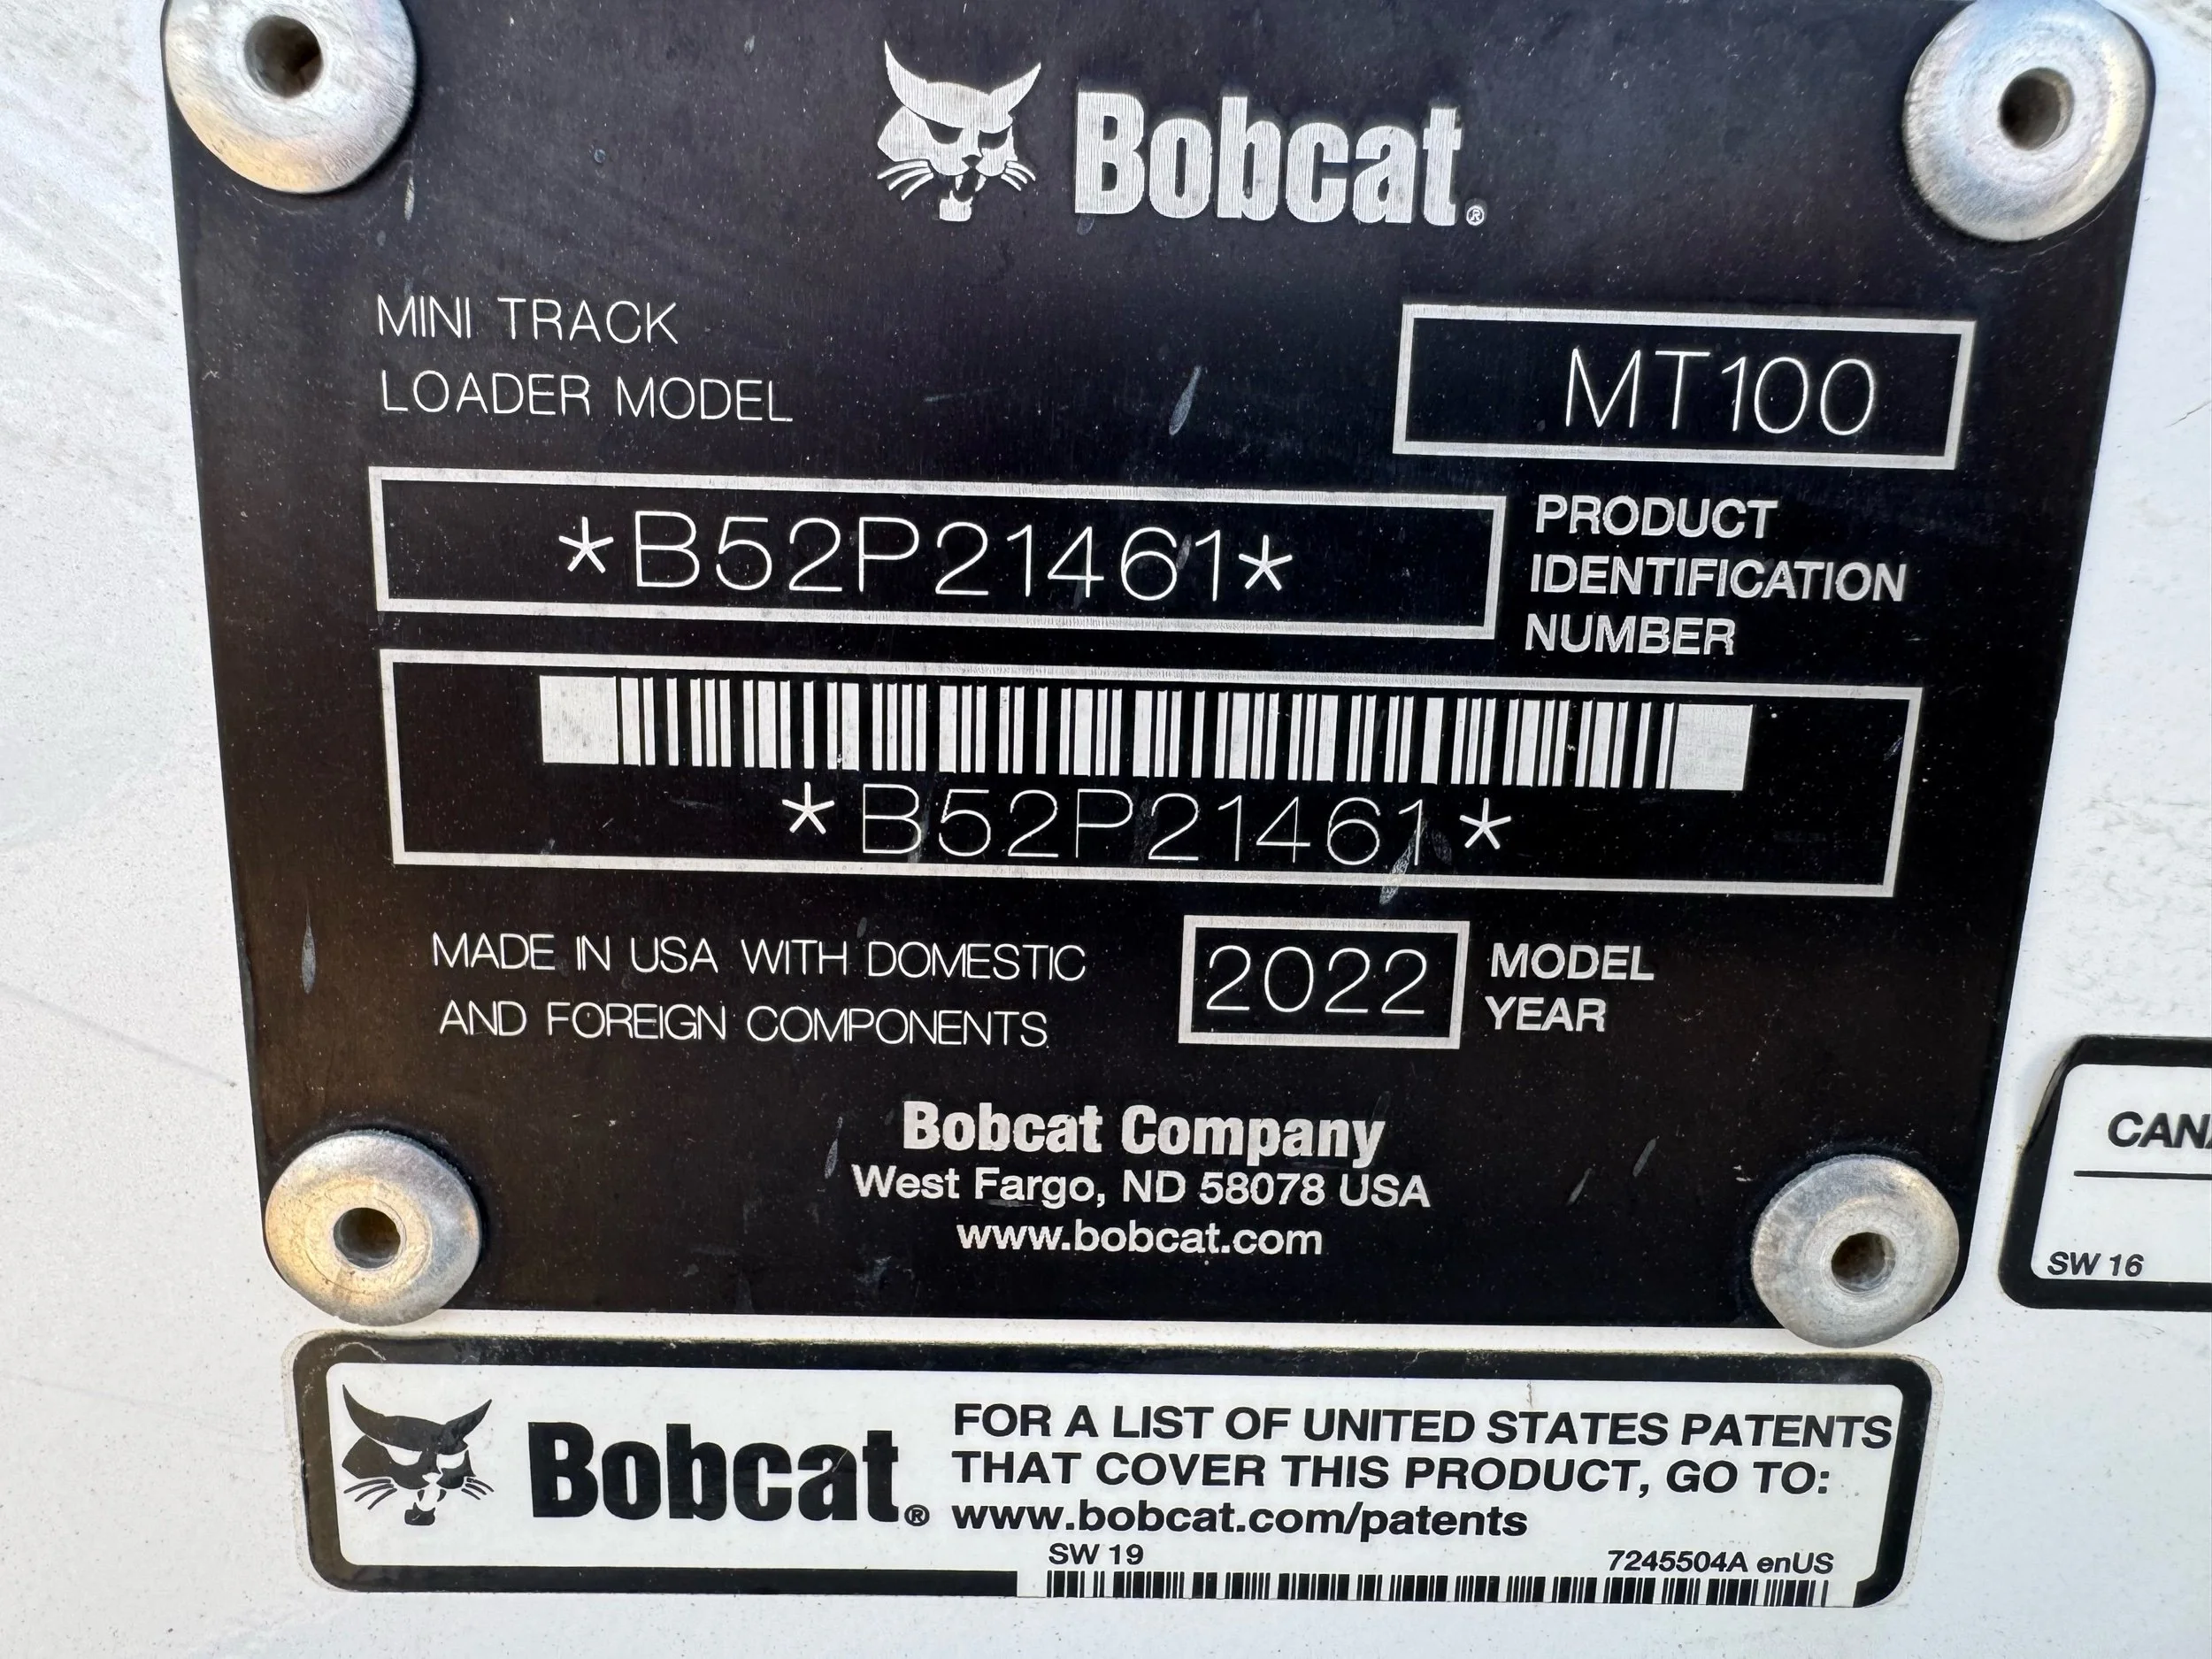 Bobcat®
MINI TRACK
LOADER MODEL
MT100
*B52P21461*
PRODUCT
IDENTIFICATION
NUMBER
*B52P21461*
MADE IN USA WITH DOMESTIC
AND FOREIGN COMPONENTS
2022
MODEL
YEAR
Bobcat Company
West Fargo, ND 58078 USA
www.bobcat.com
SW 16
Bobcat®
FOR A LIST OF UNITED STATES PATENTS
THAT COVER THIS PRODUCT, GO TO:
www.bobcat.com/patents
SW 19
7245504A enUS